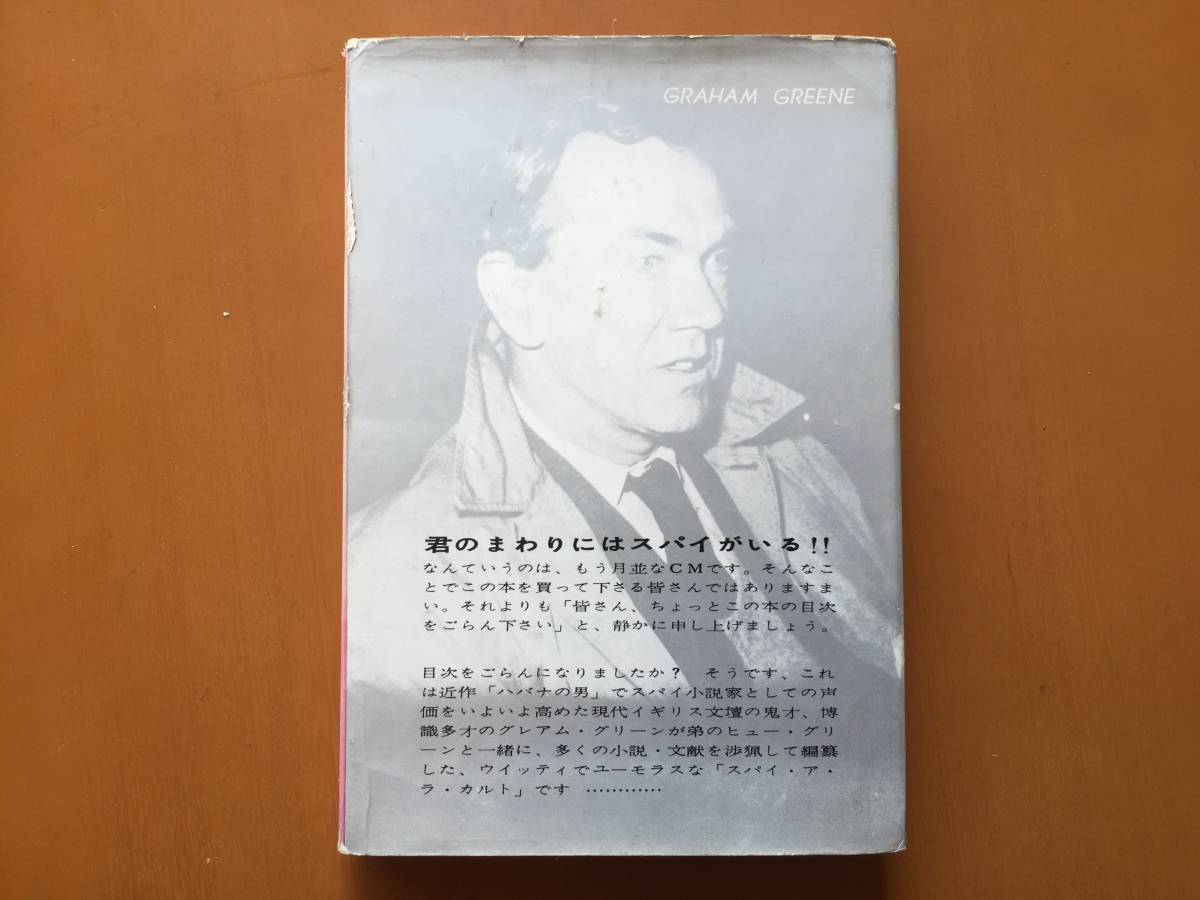 GRAHAM GREENE
君のまわりにはスパイがいる!!
なんていうのは、もう月並なCMです。そんなこ
とでこの本を買って下さる皆さんではありますま
い。それよりも「皆さん、ちょっとこの本の目次
をごらん下さい」と、静かに申し上げましょう。
目次をごらんになりましたか？　そうです、これ
は近作「ハバナの男」でスパイ小説家としての声
価をいよいよ高めた現代イギリス文壇の鬼才、博
識多才のグレアム・グリーンが弟のヒュー・グリ
ーンと一緒に、多くの小説・文献を渉猟して編纂
した、ウイッティでユーモラスな「スパイ・ア・
ラ・カルト」です …………